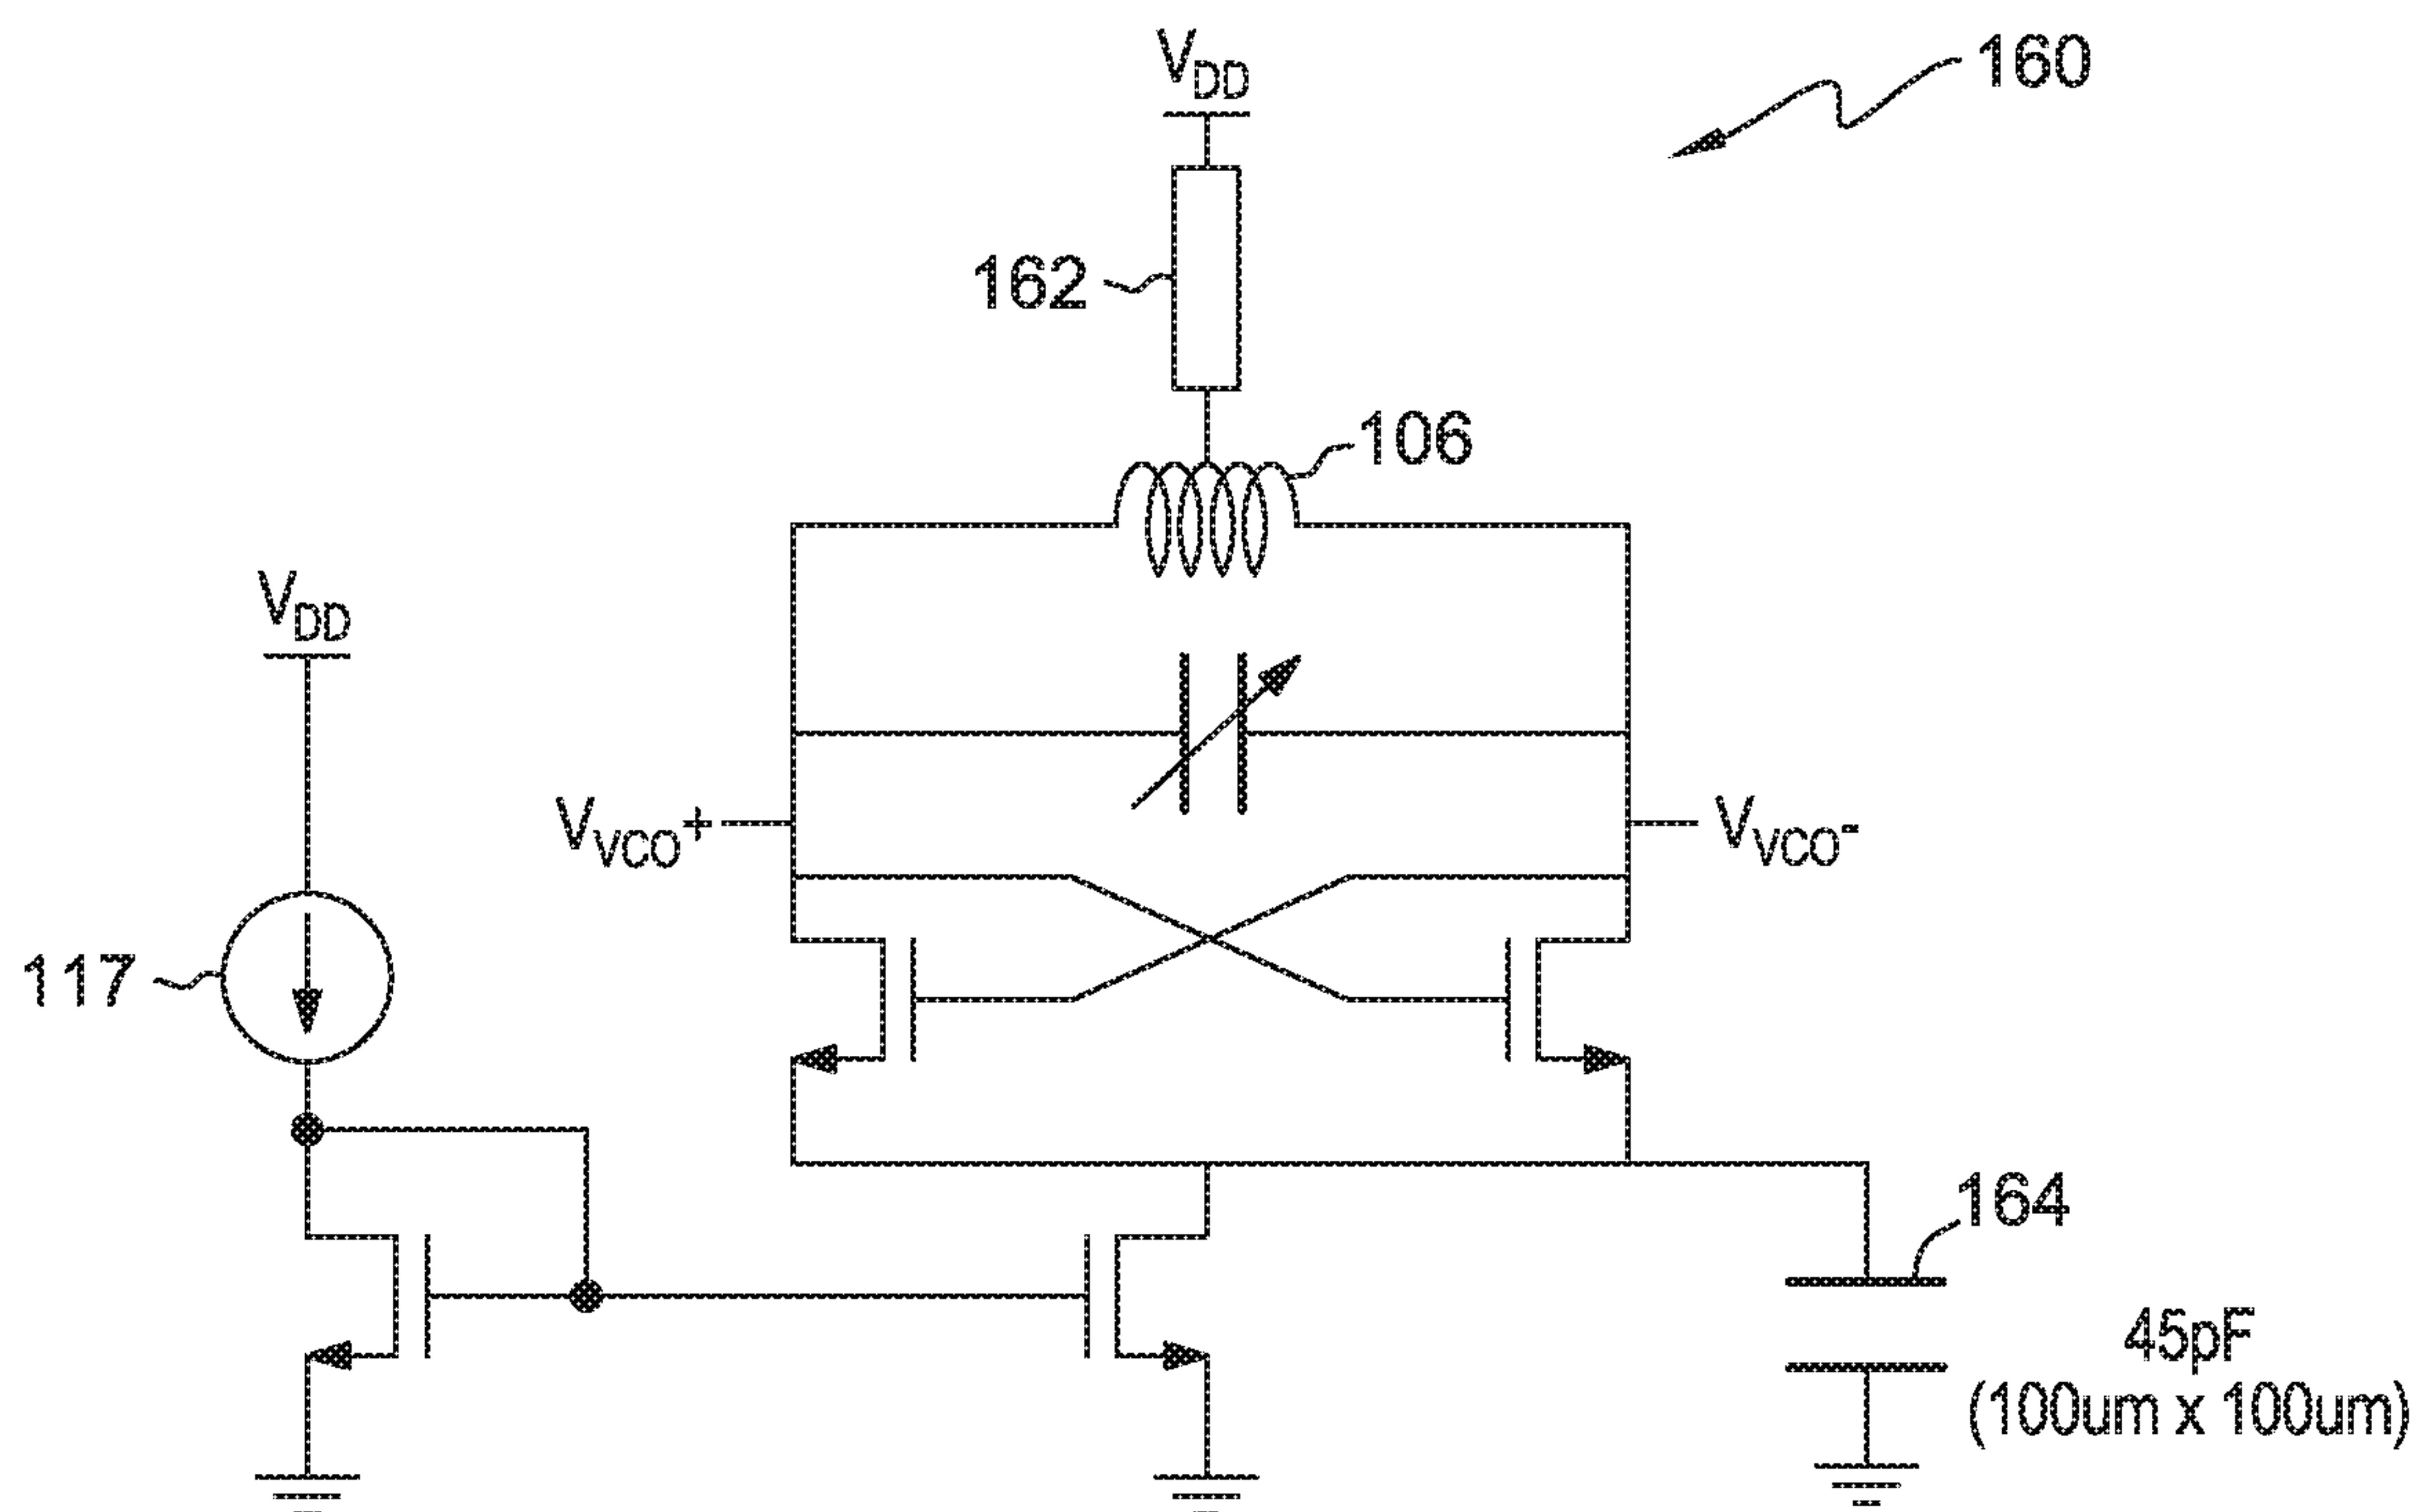 V_DD
160
162
106
V_DD
V_VCO+
V_VCO-
117
164
45pF
(100um x 100um)